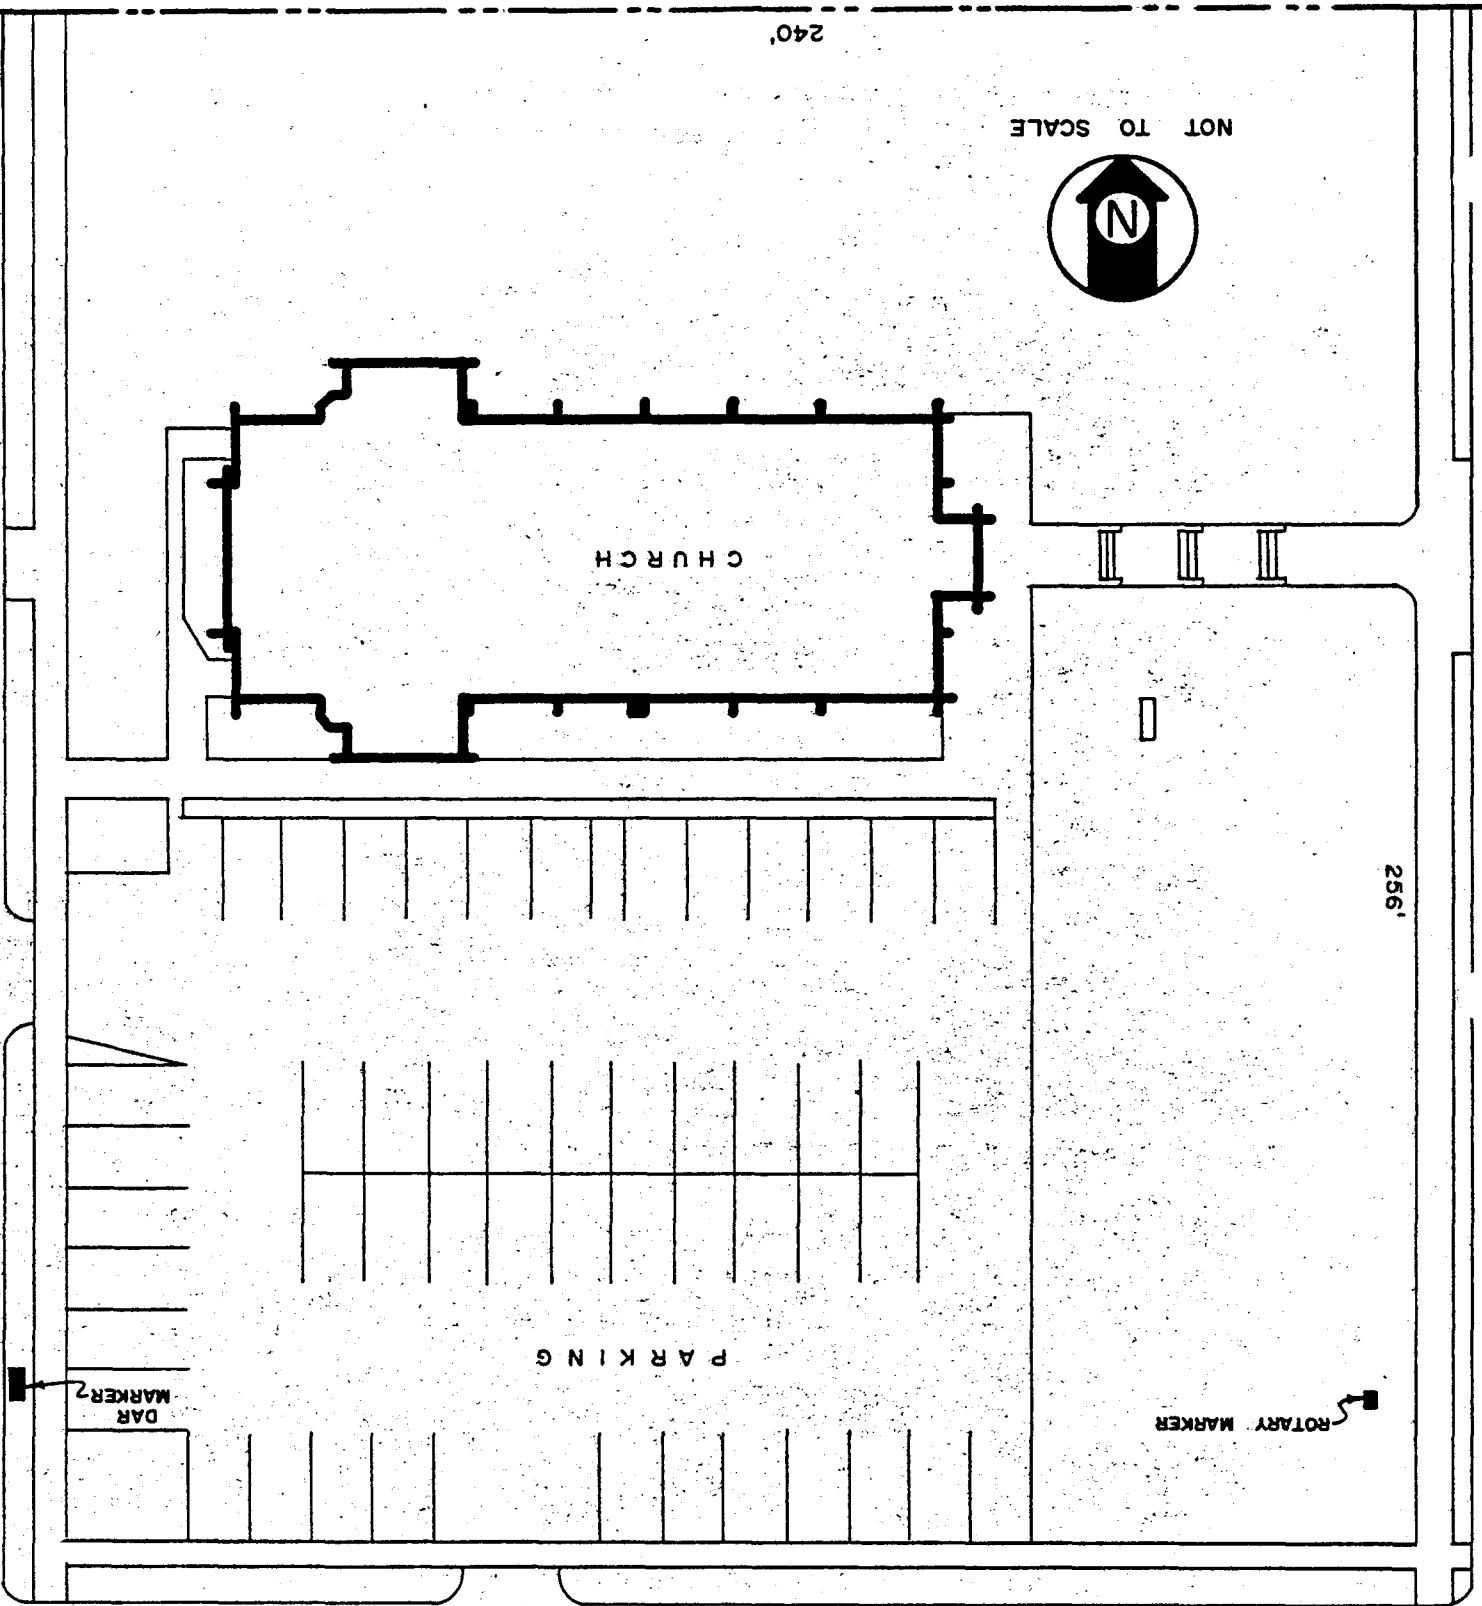 ROTARY MARKER
DAR
MARKER
PARKING
256'
CHURCH
N
NOT TO SCALE
240'